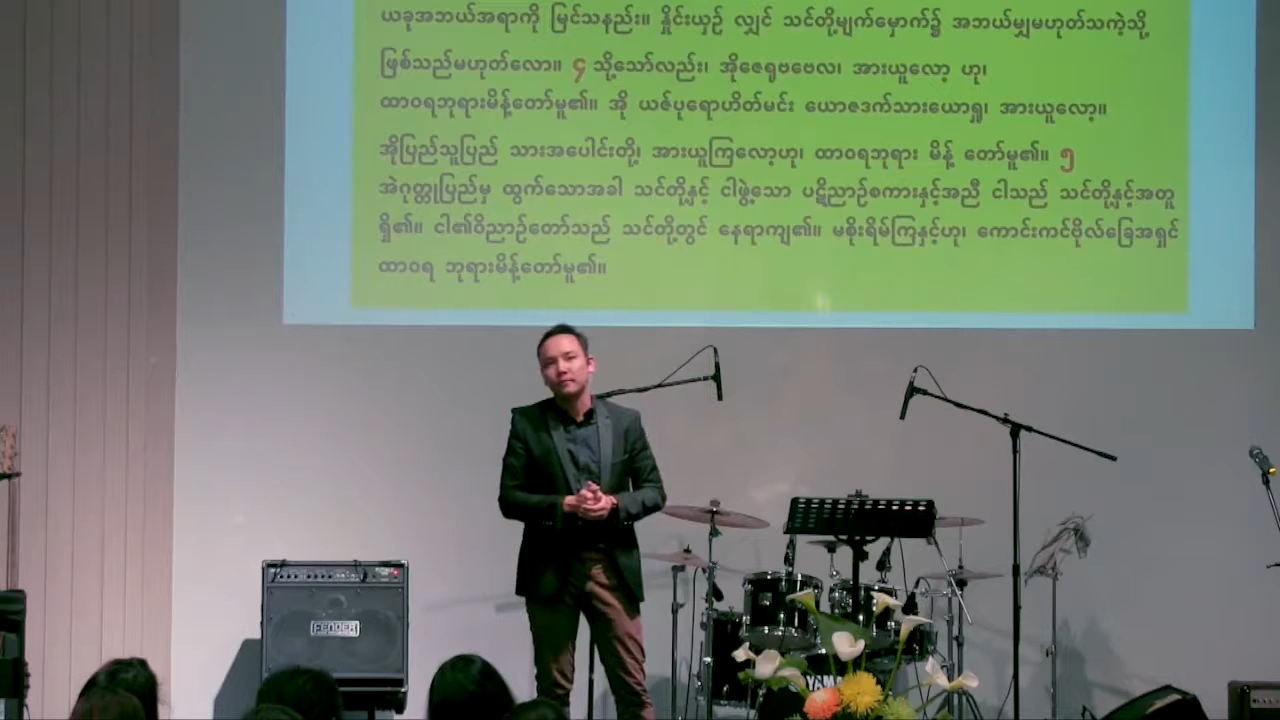 ယခုအဘယ်အရာကို မြင်သနည်း။ နှိုင်းယှဉ် လျှင် သင်တို့မျက်မှောက်၌ အဘယ်မျှမဟုတ်သကဲ့သို့
ဖြစ်သည်မဟုတ်လော။ ၄ သို့သော်လည်း၊ အိုဇေရုဗဗေလ၊ အားယူလော့ ဟု၊
ထာဝရဘုရားမိန့်တော်မူ၏။ အို ယဇ်ပုရောဟိတ်မင်း ယောဇဒက်သားယောရှု၊ အားယူလော့။
အိုပြည်သူပြည် သားအပေါင်းတို့၊ အားယူကြလော့ဟု၊ ထာဝရဘုရား မိန့် တော်မူ၏။ ၅
အဲဂုတ္တုပြည်မှ ထွက်သောအခါ သင်တို့နှင့် ငါဖွဲ့သော ပဋိညာဉ်စကားနှင့်အညီ ငါသည် သင်တို့နှင့်အတူ
ရှိ၏။ ငါ၏ဝိညာဉ်တော်သည် သင်တို့တွင် နေရာကျ၏။ မစိုးရိမ်ကြနှင့်ဟု၊ ကောင်းကင်ဗိုလ်ခြေအရှင်
ထာဝရ ဘုရားမိန့်တော်မူ၏။
FENDER